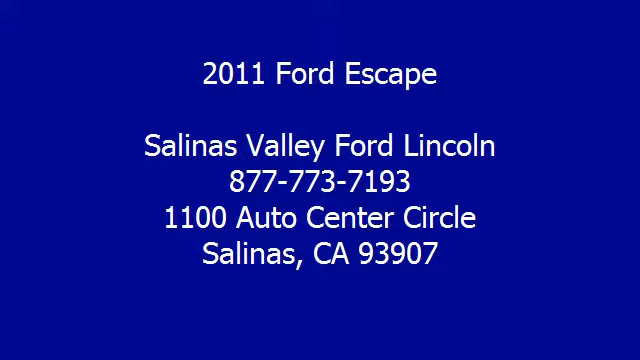 2011 Ford Escape
Salinas Valley Ford Lincoln
877-773-7193
1100 Auto Center Circle
Salinas, CA 93907